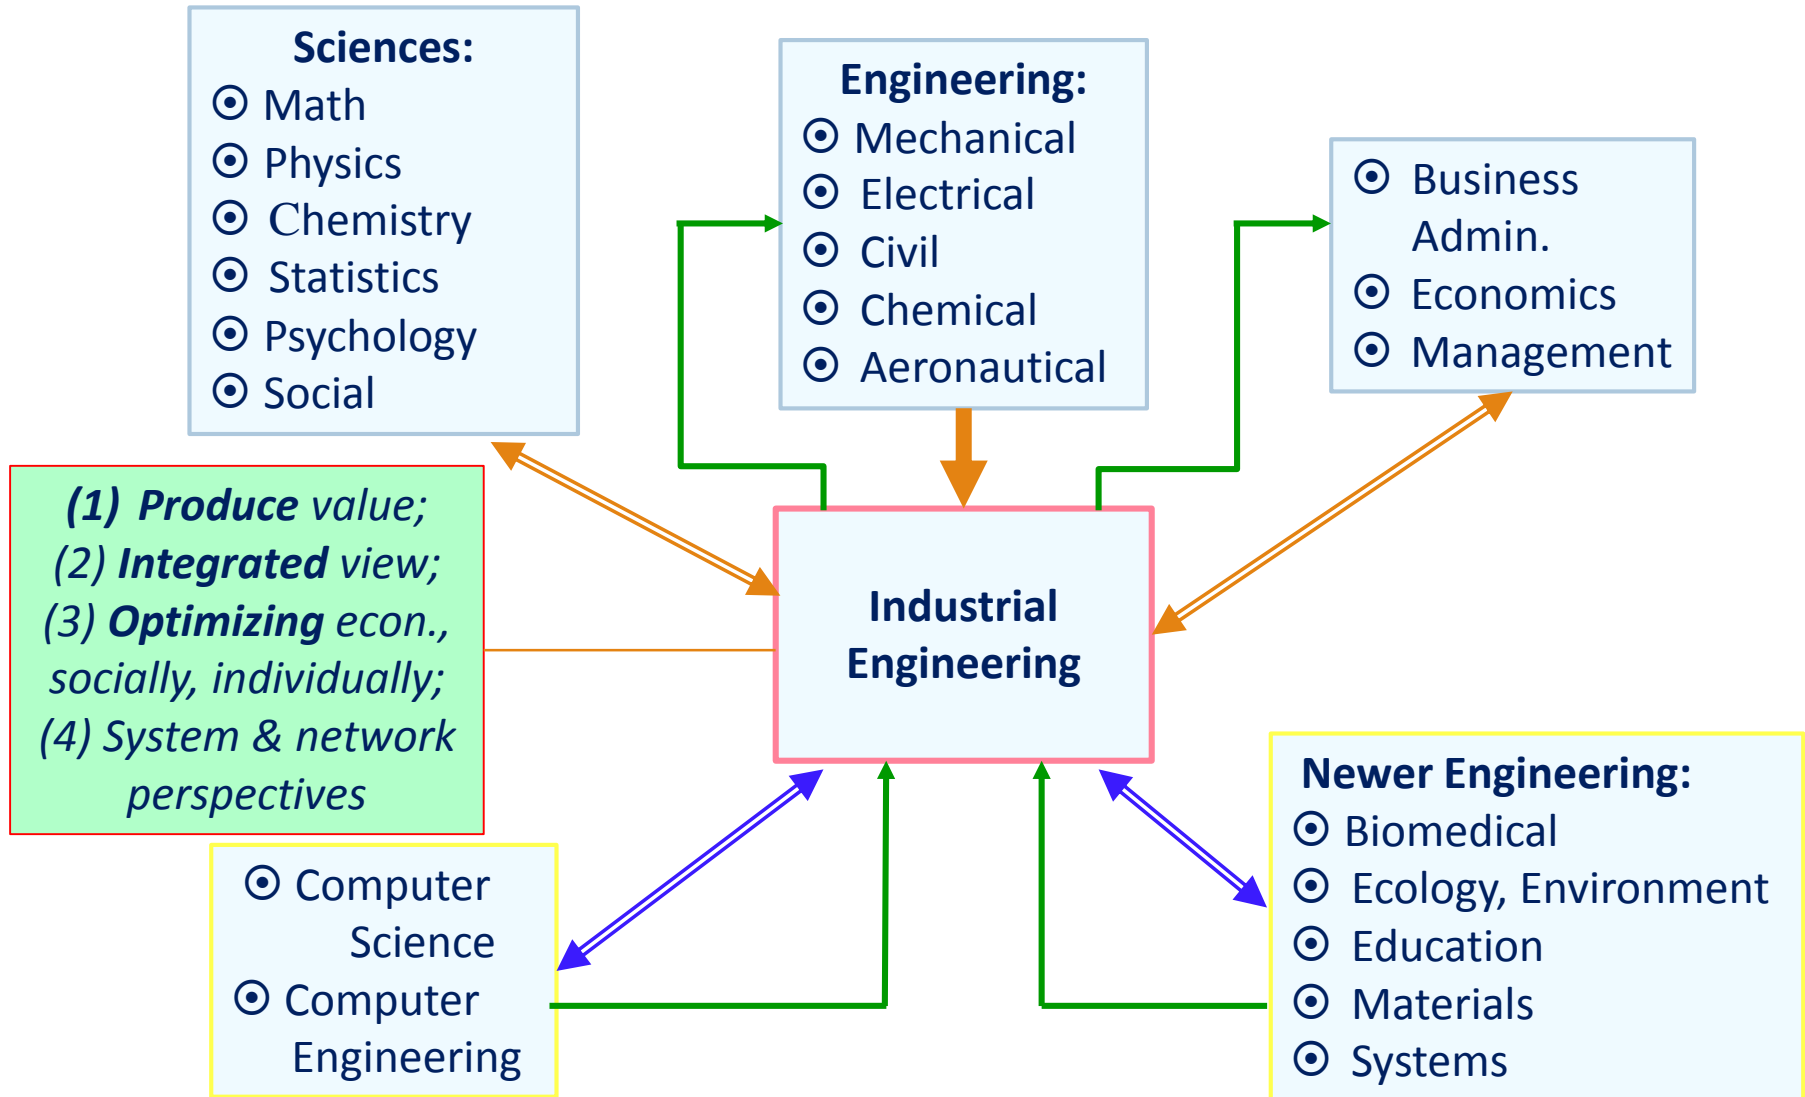 Sciences:
Math
Physics
Chemistry
Statistics
Psychology
Social
Engineering:
Mechanical
Electrical
Civil
Chemical
Aeronautical
Business
Admin.
Economics
Management
(1) Produce value;
(2) Integrated view;
(3) Optimizing econ.,
socially, individually;
(4) System & network
perspectives
Industrial
Engineering
Computer
Science
Computer
Engineering
Newer Engineering:
Biomedical
Ecology, Environment
Education
Materials
Systems